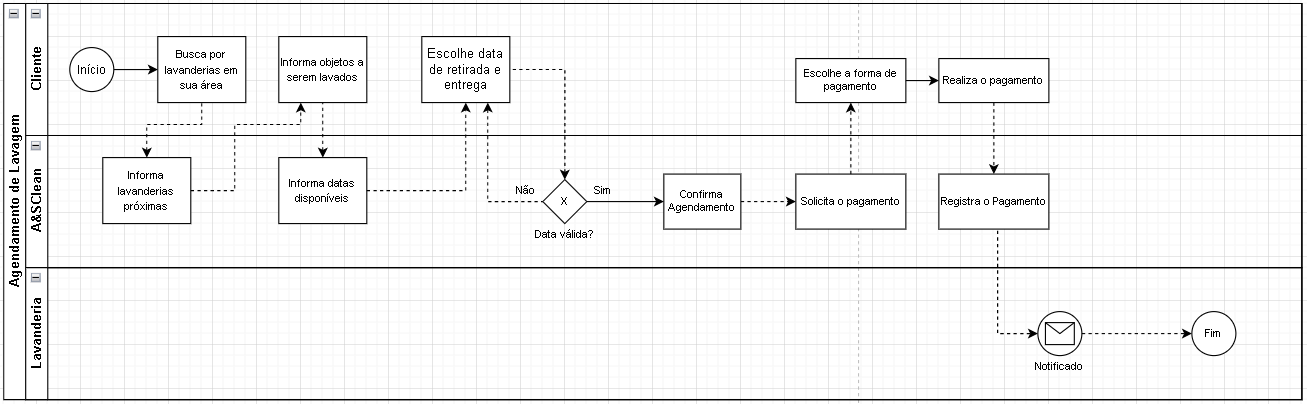 Agendamento de Lavagem
Cliente
Início
Busca por
lavanderias em
sua área
Informa objetos a
serem lavados
Escolhe data
de retirada e
entrega
Escolhe a forma de
pagamento
Realiza o pagamento
A&SClean
Informa
lavanderias
próximas
Informa datas
disponíveis
Não
X
Sim
Data válida?
Confirma
Agendamento
Solicita o pagamento
Registra o Pagamento
Lavanderia
Notificado
Fim